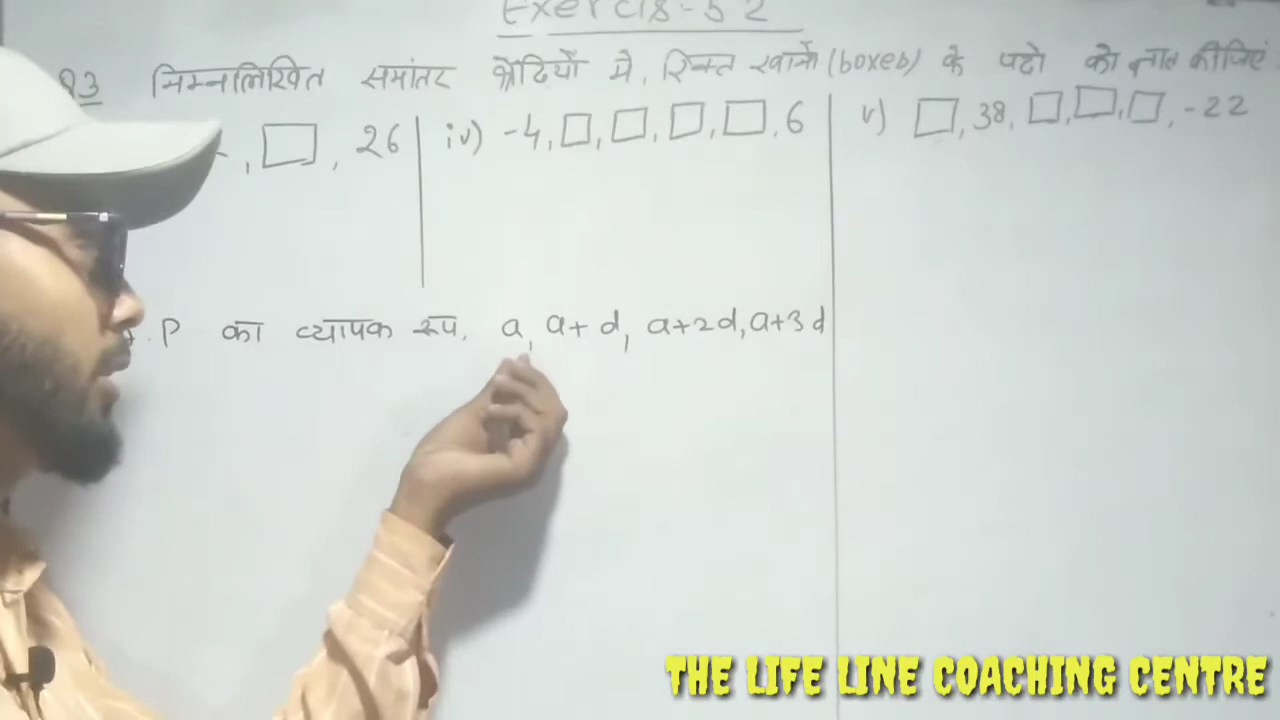 Exercis-5 2
Q3 निम्नलिखित समांतर श्रेढियों में, रिक्त खानों (boxes) के पदो को ज्ञात कीजिएं
, □, 26
iv) -4, □, □, □, □, 6
v) □, 38, □, □, □, -22
P का व्यापक रूप. a, a+d, a+2d, a+3d
THE LIFE LINE COACHING CENTRE